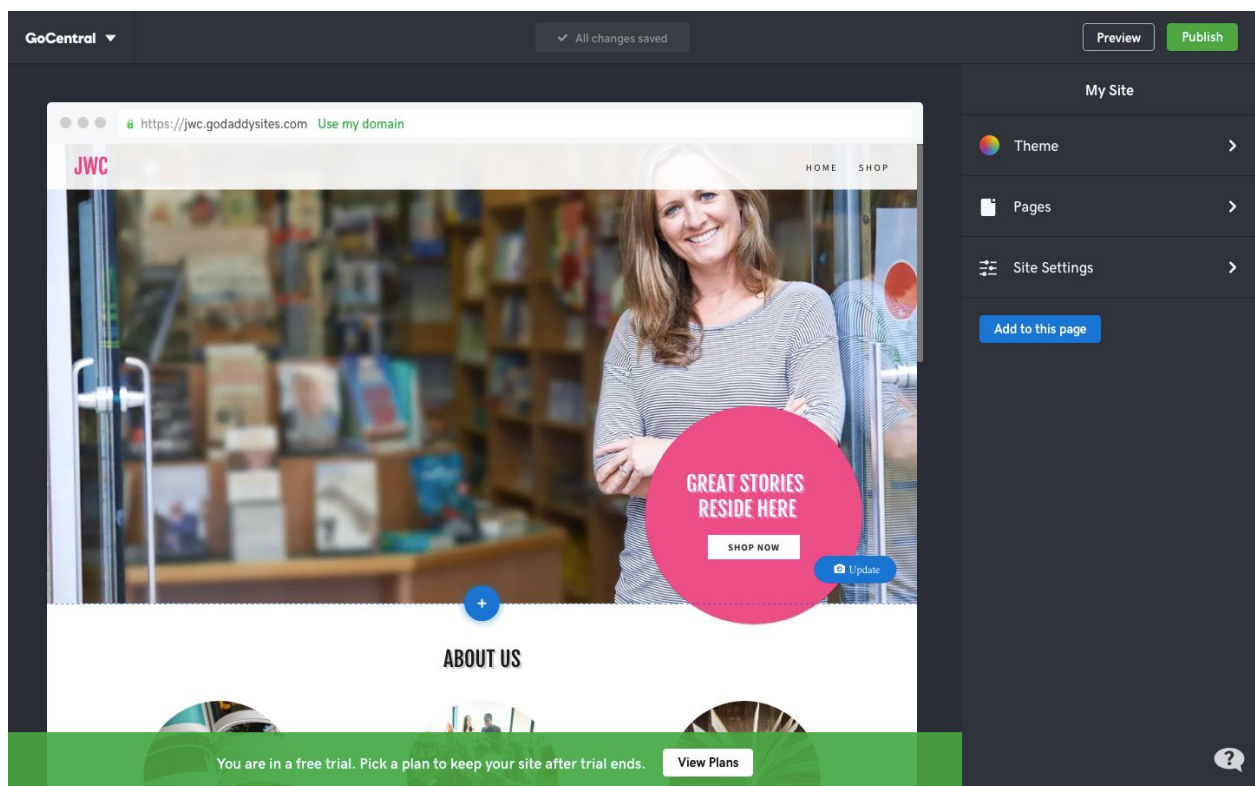 GoCentral
All changes saved
Preview
Publish
My Site
https://jwc.godaddysites.com Use my domain
JWC
HOME SHOP
Theme
Pages
Site Settings
Add to this page
GREAT STORIES
RESIDE HERE
SHOP NOW
Update
+
ABOUT US
You are in a free trial. Pick a plan to keep your site after trial ends.
View Plans
?